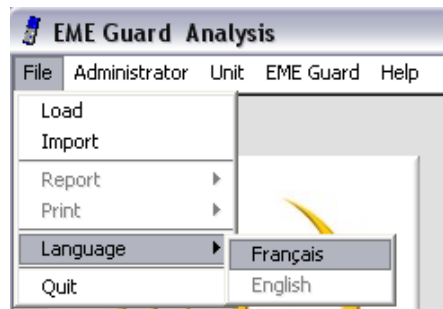 EME Guard Analysis
File Administrator Unit EME Guard Help
Load
Import
Report
Print
Language
Français
Quit
English